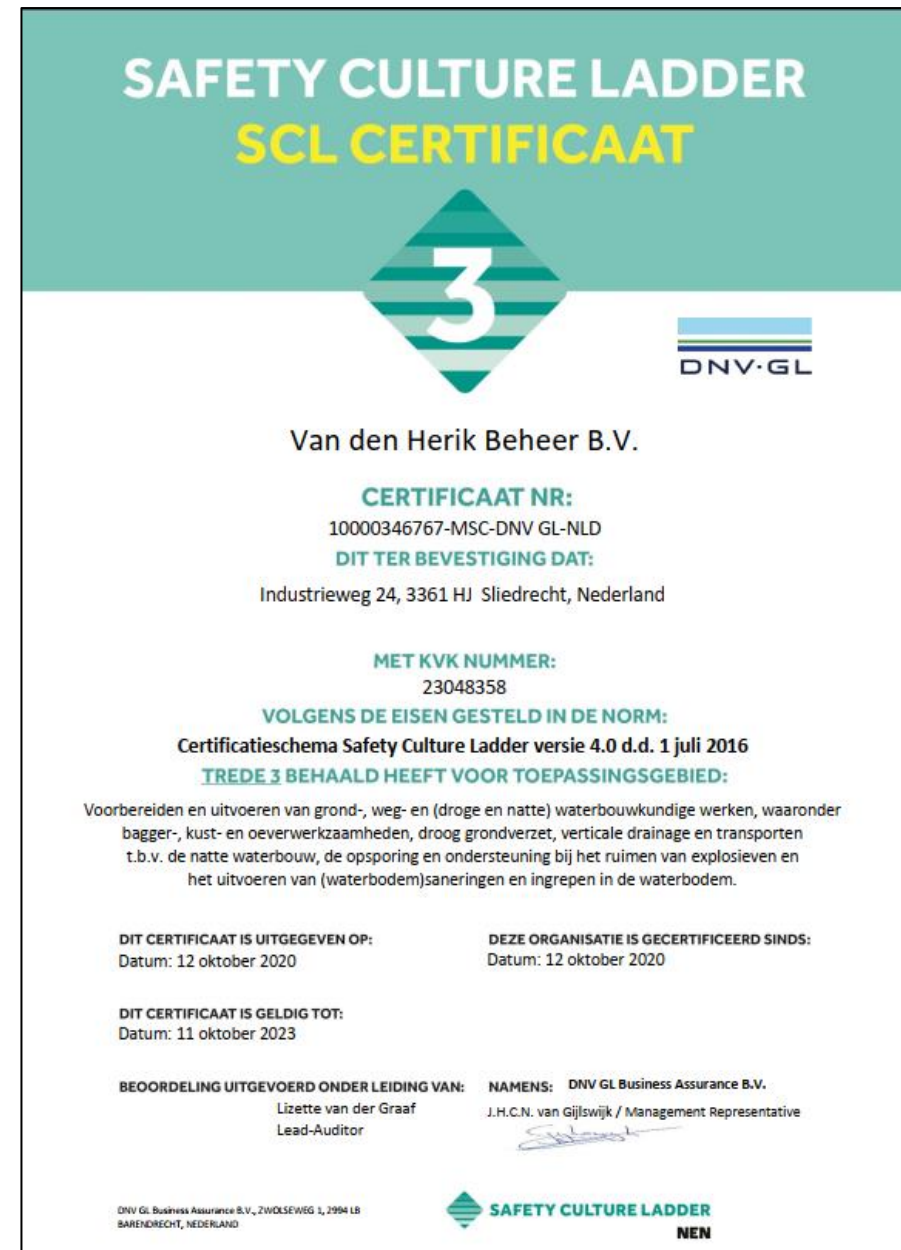 SAFETY CULTURE LADDER
SCL CERTIFICAAT
3
DNV·GL
Van den Herik Beheer B.V.
CERTIFICAAT NR:
10000346767-MSC-DNV GL-NLD
DIT TER BEVESTIGING DAT:
Industrieweg 24, 3361 HJ Sliedrecht, Nederland
MET KVK NUMMER:
23048358
VOLGENS DE EISEN GESTELD IN DE NORM:
Certificatieschema Safety Culture Ladder versie 4.0 d.d. 1 juli 2016
TREDE 3 BEHAALD HEEFT VOOR TOEPASSINGSGEBIED:
Voorbereiden en uitvoeren van grond-, weg- en (droge en natte) waterbouwkundige werken, waaronder
bagger-, kust- en oeverwerkzaamheden, droog grondverzet, verticale drainage en transporten
t.b.v. de natte waterbouw, de opsporing en ondersteuning bij het ruimen van explosieven en
het uitvoeren van (waterbodem)saneringen en ingrepen in de waterbodem.
DIT CERTIFICAAT IS UITGEGEVEN OP:
Datum: 12 oktober 2020
DEZE ORGANISATIE IS GECERTIFICEERD SINDS:
Datum: 12 oktober 2020
DIT CERTIFICAAT IS GELDIG TOT:
Datum: 11 oktober 2023
BEOORDELING UITGEVOERD ONDER LEIDING VAN:
Lizette van der Graaf
Lead-Auditor
NAMENS: DNV GL Business Assurance B.V.
J.H.C.N. van Gijlswijk / Management Representative
DNV GL Business Assurance B.V., ZWOLSEWEG 1, 2994 LB
BARENDRECHT, NEDERLAND
SAFETY CULTURE LADDER
NEN